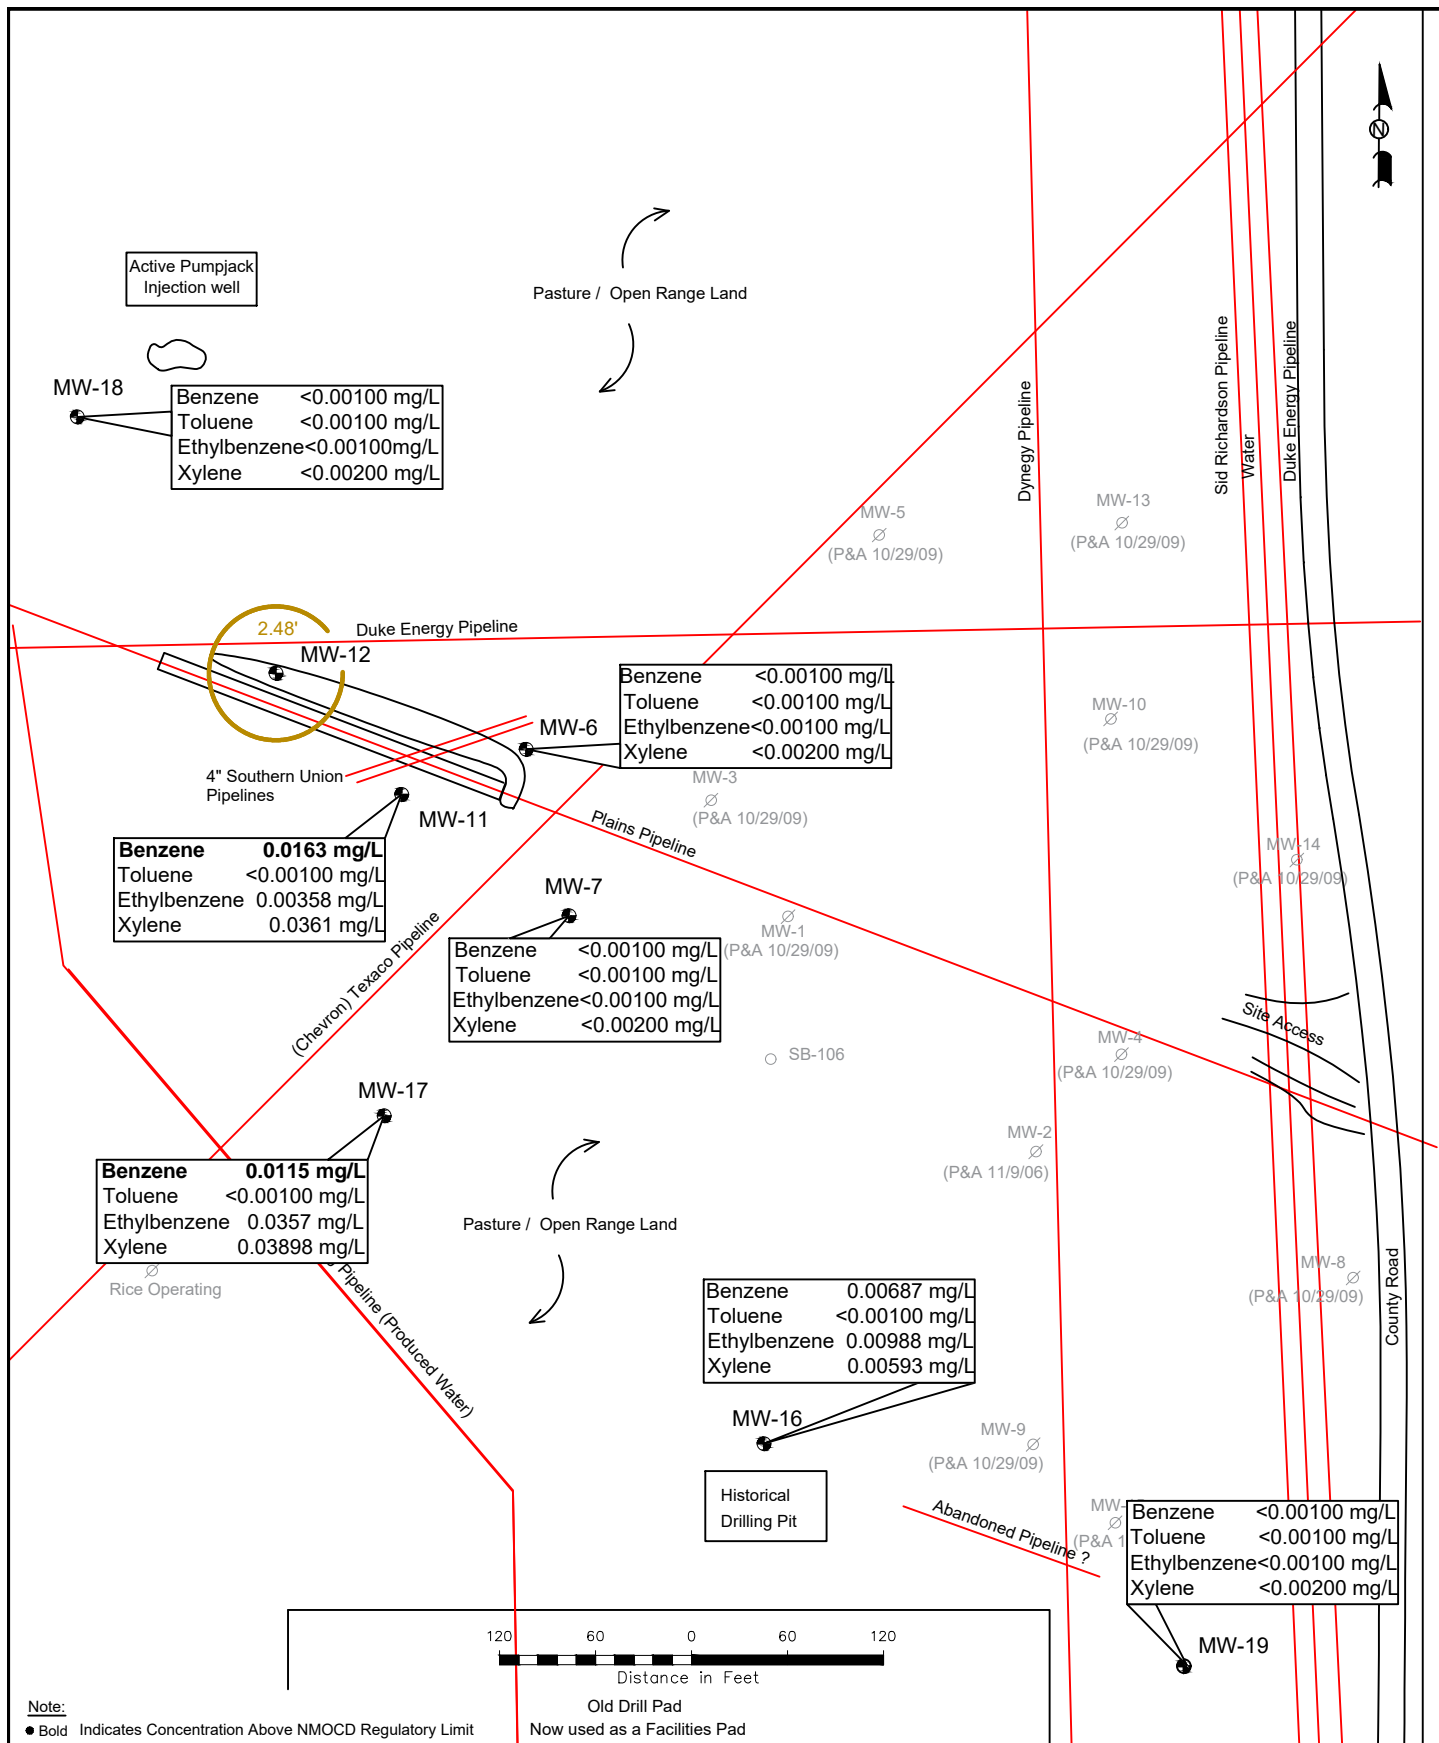 N
Active Pumpjack
Injection well
Pasture / Open Range Land
MW-18
Benzene <0.00100 mg/L
Toluene <0.00100 mg/L
Ethylbenzene<0.00100mg/L
Xylene <0.00200 mg/L
Dynegy Pipeline
Sid Richardson Pipeline
Water
Duke Energy Pipeline
MW-5
(P&A 10/29/09)
MW-13
(P&A 10/29/09)
2.48'
Duke Energy Pipeline
MW-12
MW-6
Benzene <0.00100 mg/L
Toluene <0.00100 mg/L
Ethylbenzene<0.00100 mg/L
Xylene <0.00200 mg/L
MW-10
(P&A 10/29/09)
4" Southern Union
Pipelines
MW-3
(P&A 10/29/09)
MW-11
Plains Pipeline
Benzene 0.0163 mg/L
Toluene <0.00100 mg/L
Ethylbenzene 0.00358 mg/L
Xylene 0.0361 mg/L
MW-14
(P&A 10/29/09)
MW-7
Benzene <0.00100 mg/L
Toluene <0.00100 mg/L
Ethylbenzene<0.00100 mg/L
Xylene <0.00200 mg/L
MW-1
(P&A 10/29/09)
(Chevron) Texaco Pipeline
Site Access
SB-106
MW-4
(P&A 10/29/09)
MW-17
Benzene 0.0115 mg/L
Toluene <0.00100 mg/L
Ethylbenzene 0.0357 mg/L
Xylene 0.03898 mg/L
MW-2
(P&A 11/9/06)
Pasture / Open Range Land
Rice Operating
Pipeline (Produced Water)
MW-8
(P&A 10/29/09)
County Road
Benzene 0.00687 mg/L
Toluene <0.00100 mg/L
Ethylbenzene 0.00988 mg/L
Xylene 0.00593 mg/L
MW-16
MW-9
(P&A 10/29/09)
Historical
Drilling Pit
Abandoned Pipeline ?
MW-
(P&A 1
Benzene <0.00100 mg/L
Toluene <0.00100 mg/L
Ethylbenzene<0.00100 mg/L
Xylene <0.00200 mg/L
MW-19
120 60 0 60 120
Distance in Feet
Old Drill Pad
Now used as a Facilities Pad
Note:
Bold Indicates Concentration Above NMOCD Regulatory Limit